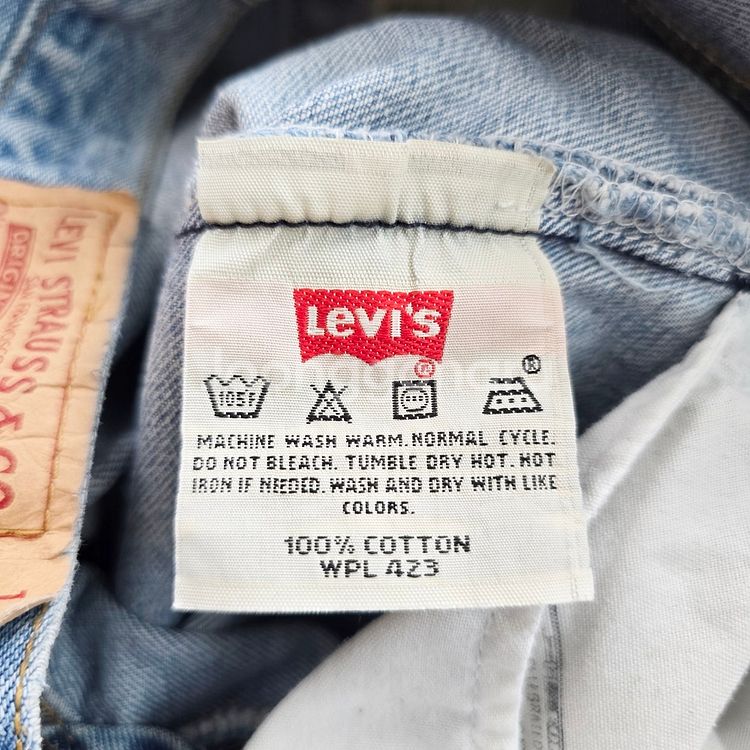 LEVI'S
®
®
105F
MACHINE WASH WARM. NORMAL CYCLE.
DO NOT BLEACH. TUMBLE DRY HOT. HOT
IRON IF NEEDED. WASH AND DRY WITH LIKE
COLORS.
100% COTTON
WPL 423
LEVI STRAUSS & CO